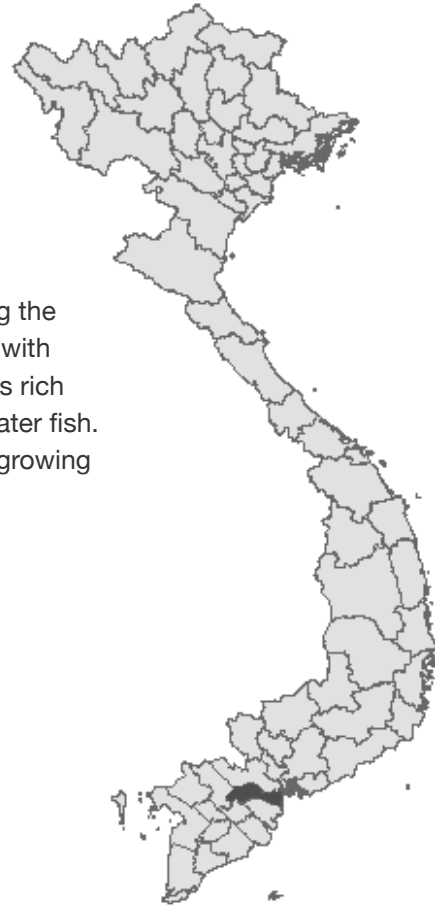 g the
with
s rich
ater fish.
growing